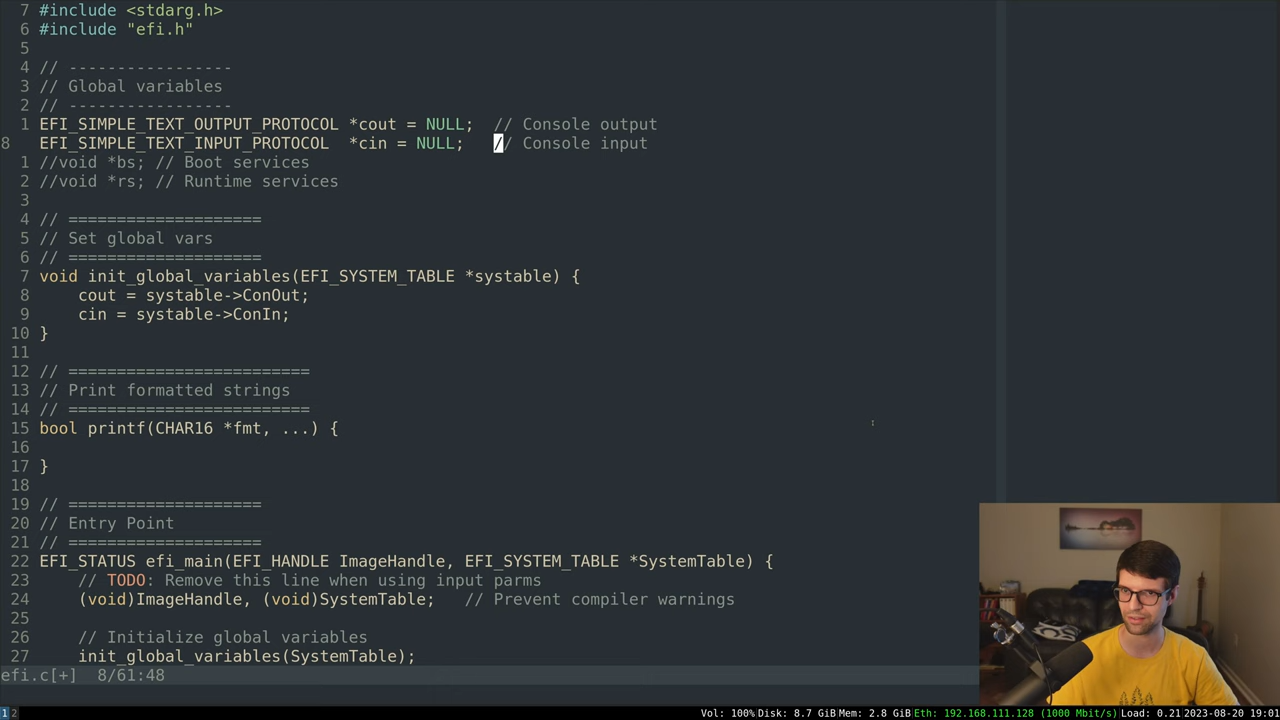 7 #include <stdarg.h>
6 #include "efi.h"
5
4 // -----------------
3 // Global variables
2 // -----------------
1 EFI_SIMPLE_TEXT_OUTPUT_PROTOCOL *cout = NULL;  // Console output
8 EFI_SIMPLE_TEXT_INPUT_PROTOCOL  *cin = NULL;   // Console input
1 //void *bs; // Boot services
2 //void *rs; // Runtime services
3
4 // ====================
5 // Set global vars
6 // ====================
7 void init_global_variables(EFI_SYSTEM_TABLE *systable) {
8     cout = systable->ConOut;
9     cin = systable->ConIn;
10 }
11
12 // =========================
13 // Print formatted strings
14 // =========================
15 bool printf(CHAR16 *fmt, ...) {
16
17 }
18
19 // ====================
20 // Entry Point
21 // ====================
22 EFI_STATUS efi_main(EFI_HANDLE ImageHandle, EFI_SYSTEM_TABLE *SystemTable) {
23     // TODO: Remove this line when using input parms
24     (void)ImageHandle, (void)SystemTable;   // Prevent compiler warnings
25
26     // Initialize global variables
27     init_global_variables(SystemTable);
efi.c[+]  8/61:48
1 2 Vol: 100% Disk: 8.7 GiB Mem: 2.8 GiB Eth: 192.168.111.128 (1000 Mbit/s) Load: 0.21 2023-08-20 19:01